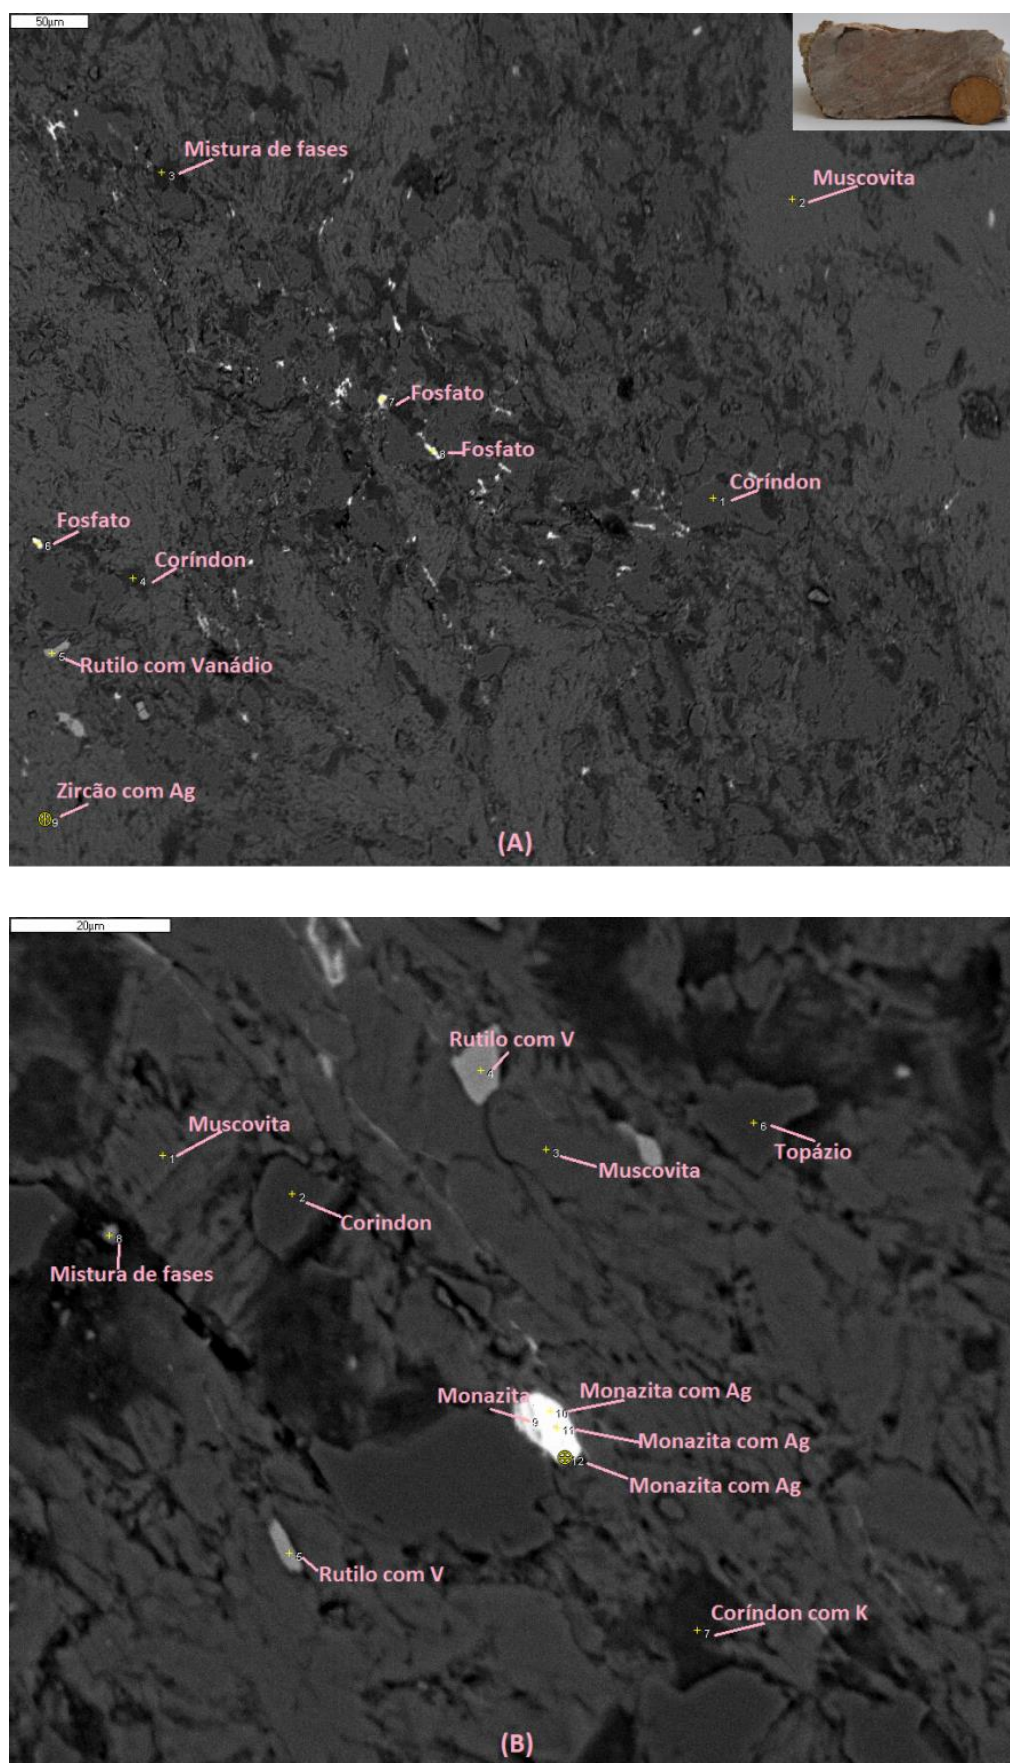 50µm
Mistura de fases
3
Muscovita
2
Fosfato
7
Fosfato
8
Coríndon
1
Fosfato
6
Coríndon
4
5
Rutilo com Vanádio
Zircão com Ag
9
(A)
20µm
Rutilo com V
4
Muscovita
1
3
Muscovita
6
Topázio
2
Corindon
8
Mistura de fases
Monazita
Monazita com Ag
9
10
11
Monazita com Ag
12
Monazita com Ag
5
Rutilo com V
Coríndon com K
7
(B)